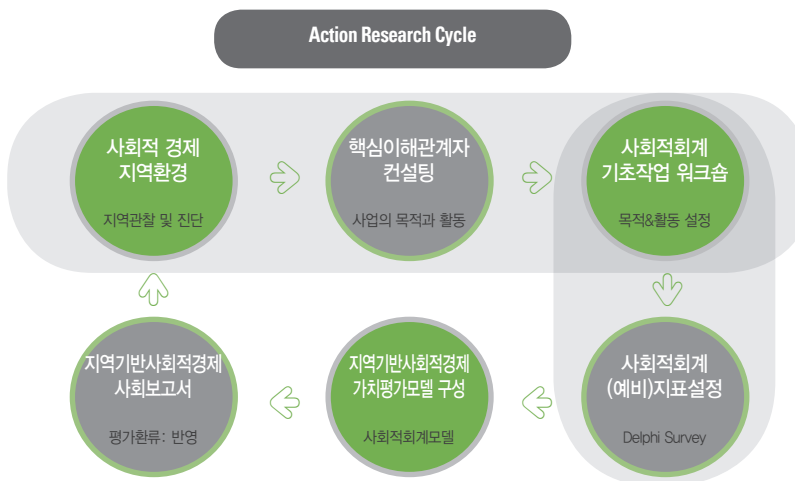 Action Research Cycle
사회적 경제
지역환경
지역관찰 및 진단
핵심이해관계자
컨설팅
사업의 목적과 활동
사회적회계
기초작업 워크숍
목적&활동 설정
사회적회계
(예비)지표설정
Delphi Survey
지역기반사회적경제
가치평가모델 구성
사회적회계모델
지역기반사회적경제
사회보고서
평가환류: 반영